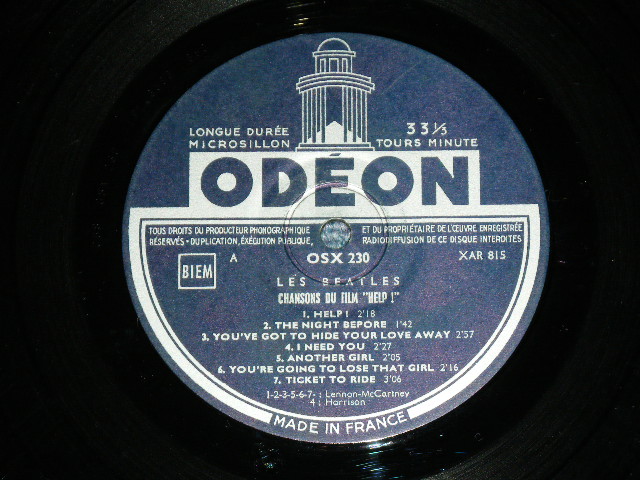 LONGUE DURÉE
MICROSILLON
33 1/3
TOURS MINUTE
ODÉON
TOUS DROITS DU PRODUCTEUR PHONOGRAPHIQUE
RÉSERVÉS - DUPLICATION, EXÉCUTION PUBLIQUE,
ET DU PROPRIÉTAIRE DE L'ŒUVRE ENREGISTRÉE
RADIODIFFUSION DE CE DISQUE INTERDITES
BIEM
A
OSX 230
XAR 815
LES BEATLES
CHANSONS DU FILM "HELP !"
1. HELP ! 2'18
2. THE NIGHT BEPORE 1'42
3. YOU'VE GOT TO HIDE YOUR LOVE AWAY 2'57
4. I NEED YOU 2'27
5. ANOTHER GIRL 2'05
6. YOU'RE GOING TO LOSE THAT GIRL 2'16
7. TICKET TO RIDE 3'06
1-2-3-5-6-7- : Lennon-McCartney
4 : Harrison
MADE IN FRANCE